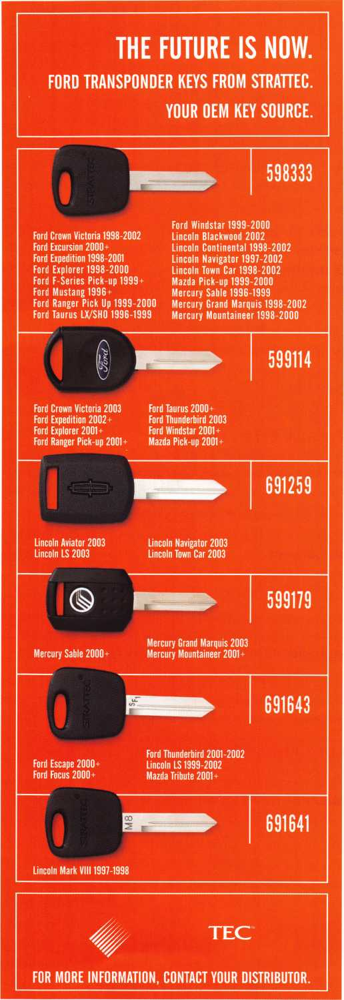 THE FUTURE IS NOW.
FORD TRANSPONDER KEYS FROM STRATTEC.
YOUR OEM KEY SOURCE.
STRATTEC
598333
Ford Crown Victoria 1998-2002
Ford Excursion 2000+
Ford Expedition 1998-2001
Ford Explorer 1998-2000
Ford F-Series Pick-up 1999+
Ford Mustang 1996+
Ford Ranger Pick Up 1999-2000
Ford Taurus LX/SHO 1996-1999
Ford Windstar 1999-2000
Lincoln Blackwood 2002
Lincoln Continental 1998-2002
Lincoln Navigator 1997-2002
Lincoln Town Car 1998-2002
Mazda Pick-up 1999-2000
Mercury Sable 1996-1999
Mercury Grand Marquis 1998-2002
Mercury Mountaineer 1998-2000
Ford
599114
Ford Crown Victoria 2003
Ford Expedition 2002+
Ford Explorer 2001+
Ford Ranger Pick-up 2001+
Ford Taurus 2000+
Ford Thunderbird 2003
Ford Windstar 2001+
Mazda Pick-up 2001+
691259
Lincoln Aviator 2003
Lincoln LS 2003
Lincoln Navigator 2003
Lincoln Town Car 2003
599179
Mercury Sable 2000+
Mercury Grand Marquis 2003
Mercury Mountaineer 2001+
STRATTEC
SF1
691643
Ford Escape 2000+
Ford Focus 2000+
Ford Thunderbird 2001-2002
Lincoln LS 1999-2002
Mazda Tribute 2001+
STRATTEC
M8
691641
Lincoln Mark VIII 1997-1998
TEC™
FOR MORE INFORMATION, CONTACT YOUR DISTRIBUTOR.